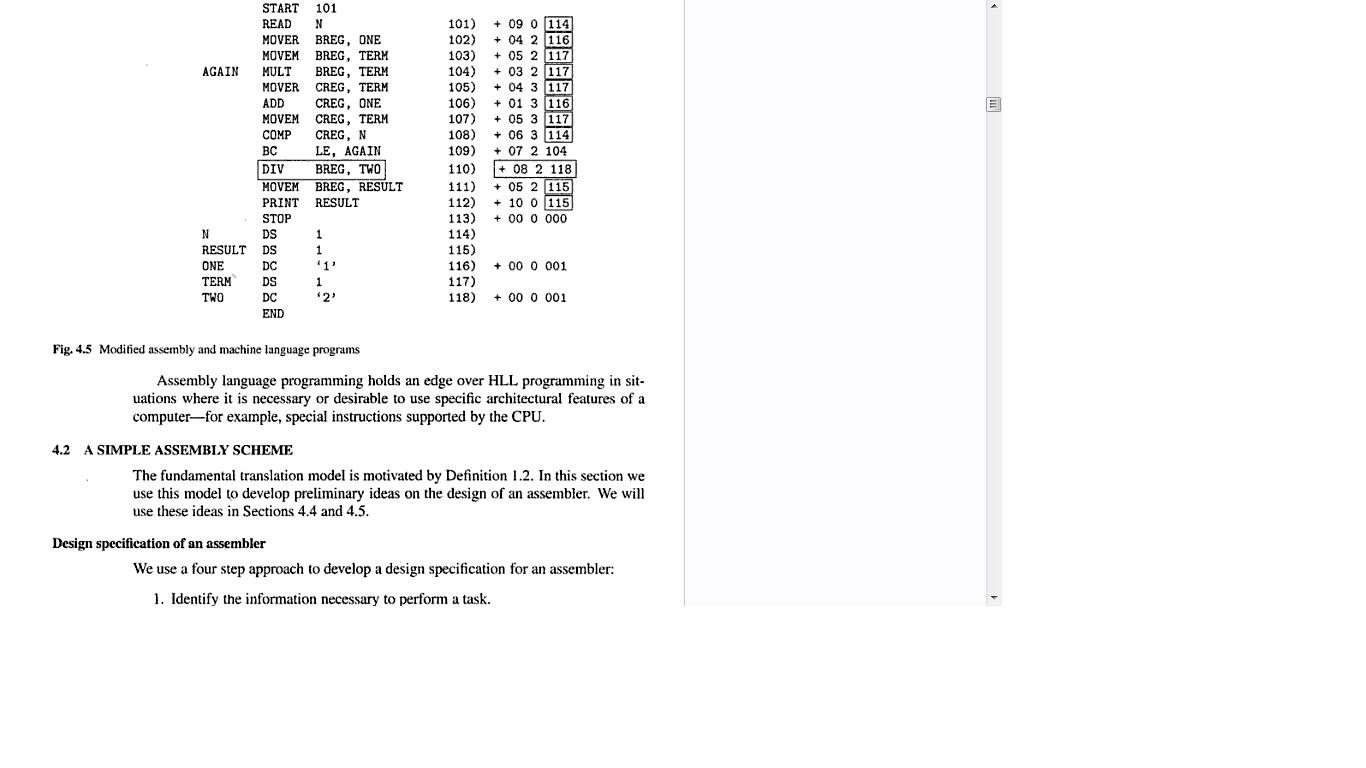 START 101
READ N 101) + 09 0 114
MOVER BREG, ONE 102) + 04 2 116
MOVEM BREG, TERM 103) + 05 2 117
AGAIN MULT BREG, TERM 104) + 03 2 117
MOVER CREG, TERM 105) + 04 3 117
ADD CREG, ONE 106) + 01 3 116
MOVEM CREG, TERM 107) + 05 3 117
COMP CREG, N 108) + 06 3 114
BC LE, AGAIN 109) + 07 2 104
DIV BREG, TWO 110) + 08 2 118
MOVEM BREG, RESULT 111) + 05 2 115
PRINT RESULT 112) + 10 0 115
STOP 113) + 00 0 000
N DS 1 114)
RESULT DS 1 115)
ONE DC ‘1’ 116) + 00 0 001
TERM DS 1 117)
TWO DC ‘2’ 118) + 00 0 001
END
Fig. 4.5 Modified assembly and machine language programs
Assembly language programming holds an edge over HLL programming in sit-
uations where it is necessary or desirable to use specific architectural features of a
computer—for example, special instructions supported by the CPU.
4.2 A SIMPLE ASSEMBLY SCHEME
The fundamental translation model is motivated by Definition 1.2. In this section we
use this model to develop preliminary ideas on the design of an assembler. We will
use these ideas in Sections 4.4 and 4.5.
Design specification of an assembler
We use a four step approach to develop a design specification for an assembler:
1. Identify the information necessary to perform a task.